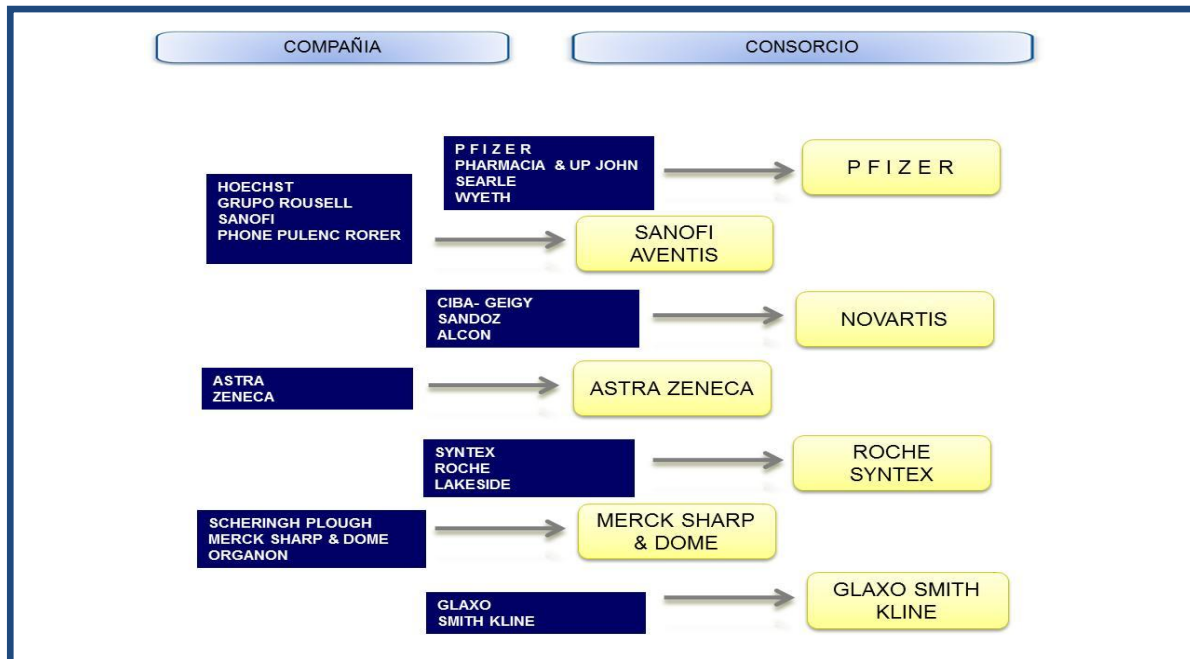 COMPAÑIA
CONSORCIO
P F I Z E R
PHARMACIA & UP JOHN
SEARLE
WYETH
P F I Z E R
HOECHST
GRUPO ROUSELL
SANOFI
PHONE PULENC RORER
SANOFI
AVENTIS
CIBA- GEIGY
SANDOZ
ALCON
NOVARTIS
ASTRA
ZENECA
ASTRA ZENECA
SYNTEX
ROCHE
LAKESIDE
ROCHE
SYNTEX
SCHERINGH PLOUGH
MERCK SHARP & DOME
ORGANON
MERCK SHARP
& DOME
GLAXO
SMITH KLINE
GLAXO SMITH
KLINE